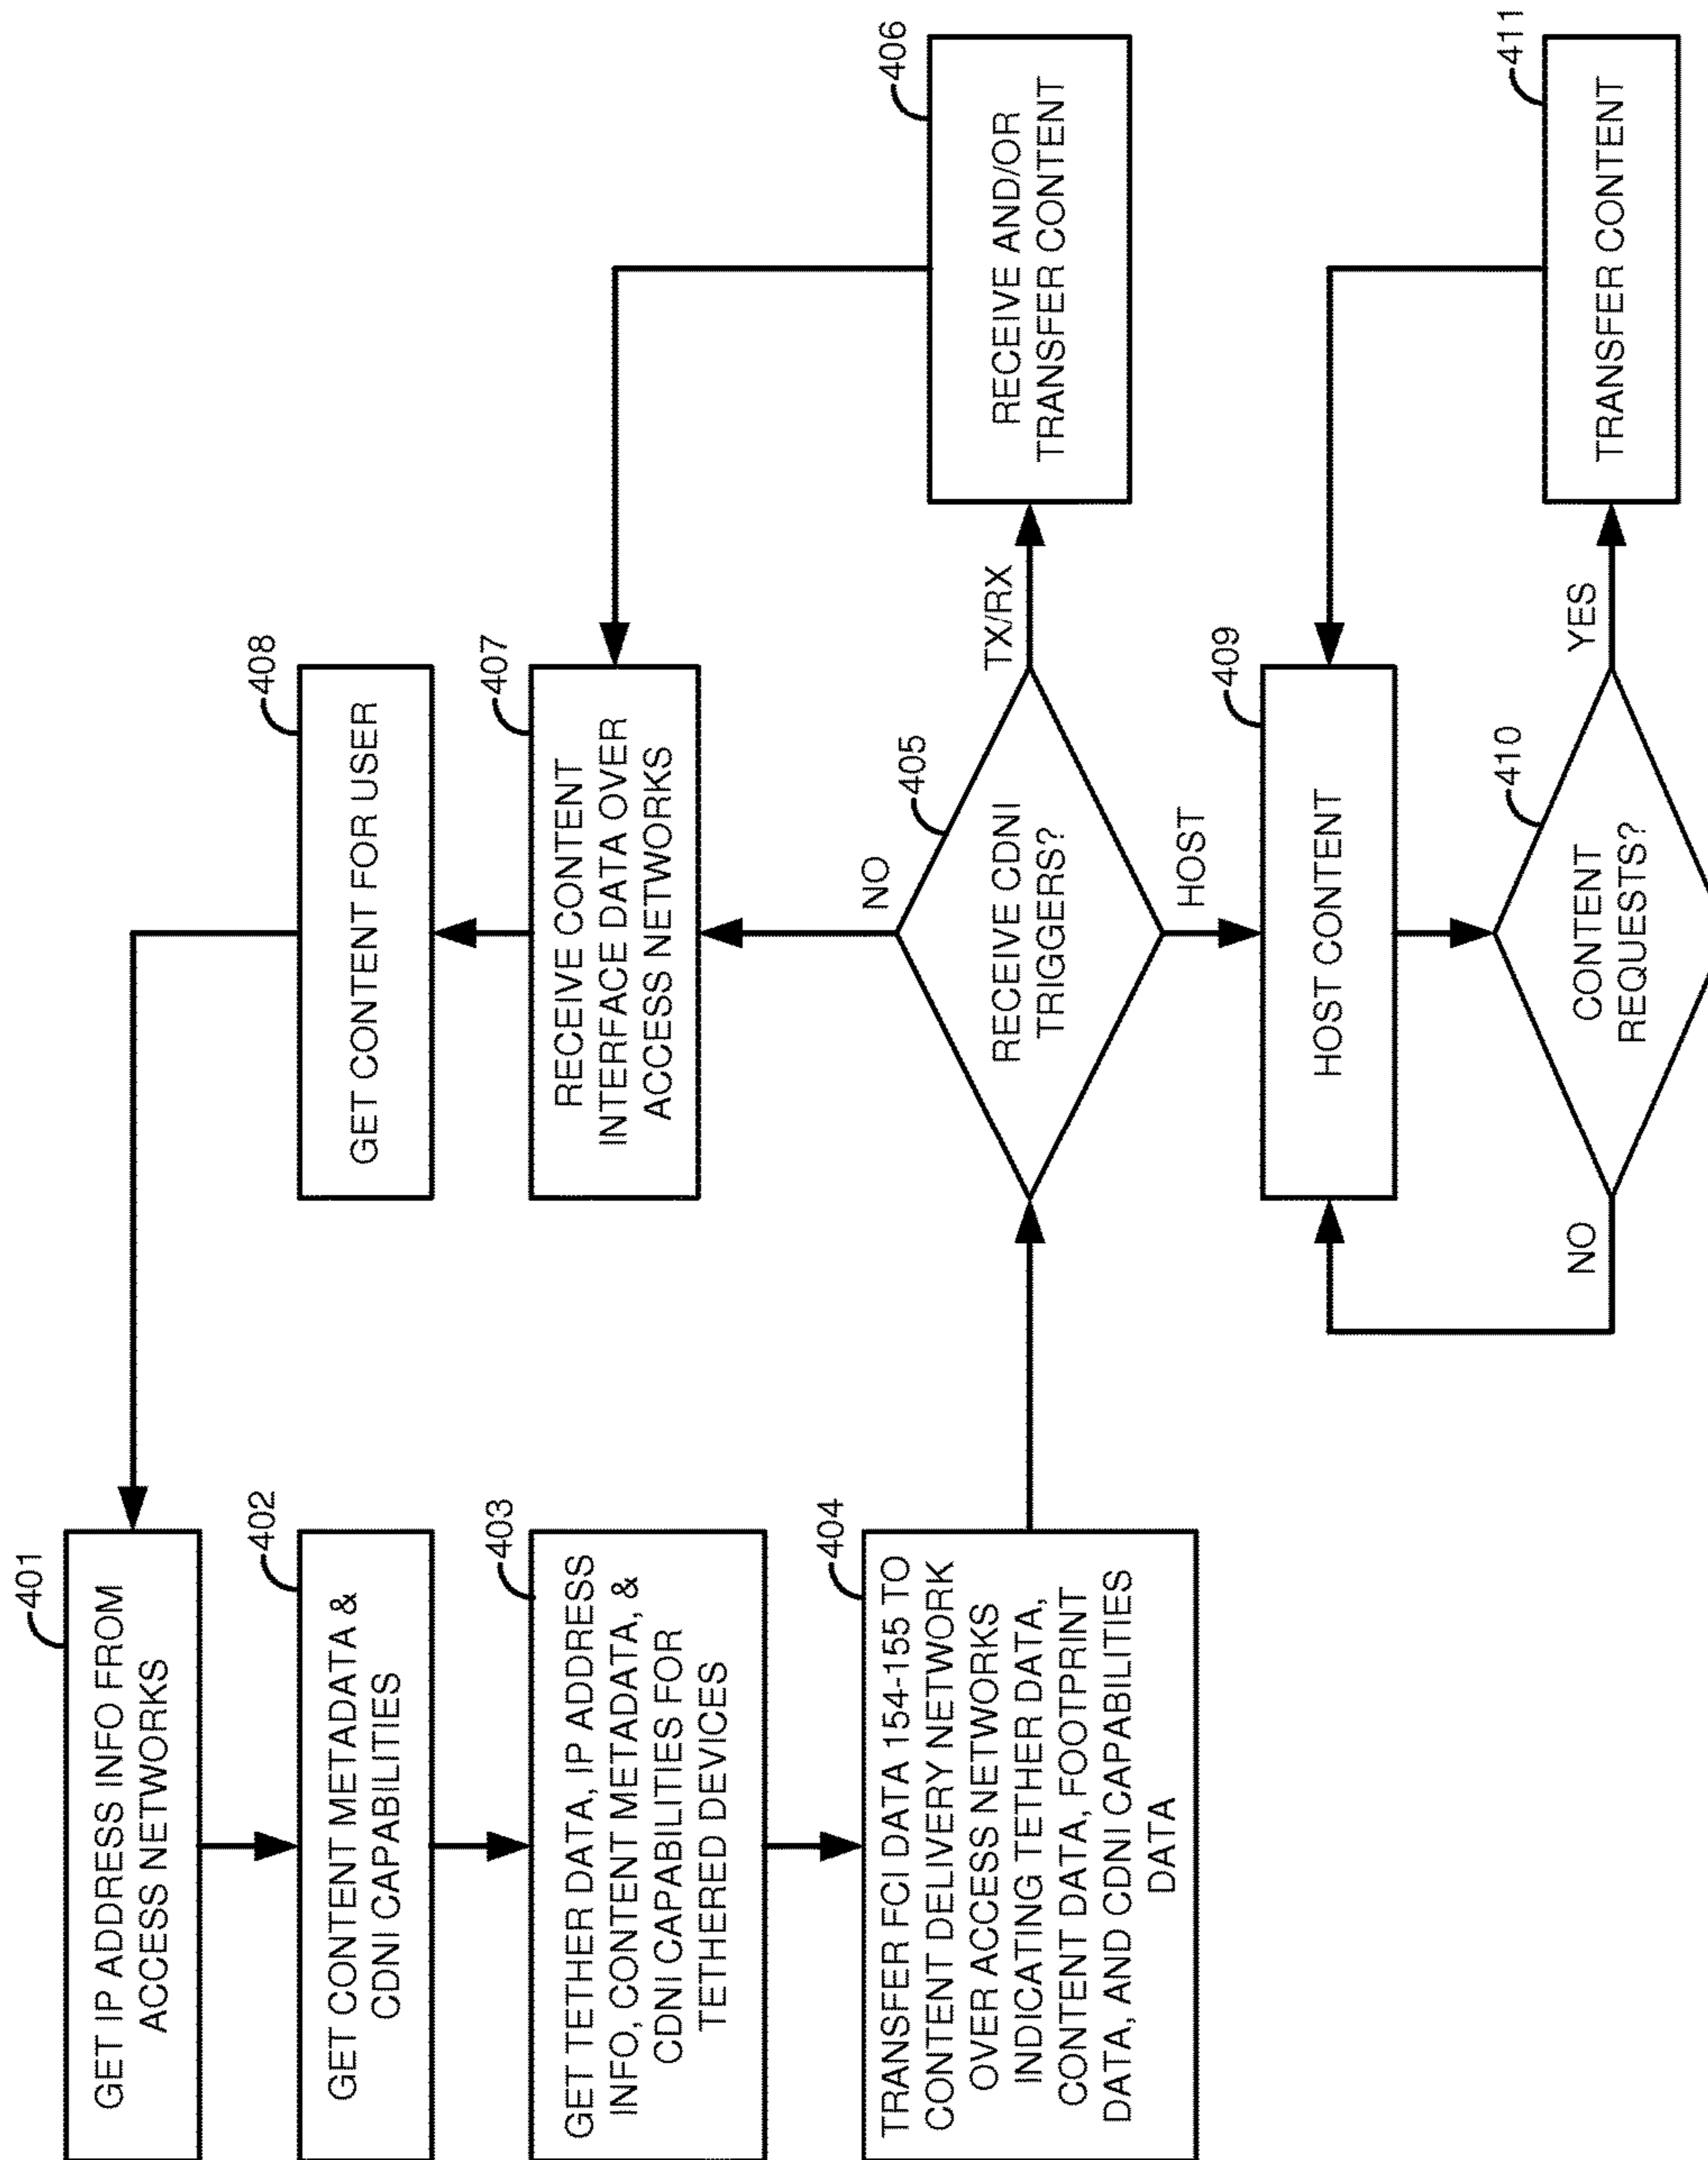 401
GET IP ADDRESS INFO FROM
ACCESS NETWORKS
402
GET CONTENT METADATA &
CDNI CAPABILITIES
403
GET TETHER DATA, IP ADDRESS
INFO, CONTENT METADATA, &
CDNI CAPABILITIES FOR
TETHERED DEVICES
404
TRANSFER FCI DATA 154-155 TO
CONTENT DELIVERY NETWORK
OVER ACCESS NETWORKS
INDICATING TETHER DATA,
CONTENT DATA, FOOTPRINT
DATA, AND CDNI CAPABILITIES
DATA
408
GET CONTENT FOR USER
407
RECEIVE CONTENT
INTERFACE DATA OVER
ACCESS NETWORKS
NO
405
RECEIVE CDNI
TRIGGERS?
TX/RX
HOST
406
RECEIVE AND/OR
TRANSFER CONTENT
409
HOST CONTENT
410
CONTENT
REQUESTS?
NO
YES
411
TRANSFER CONTENT